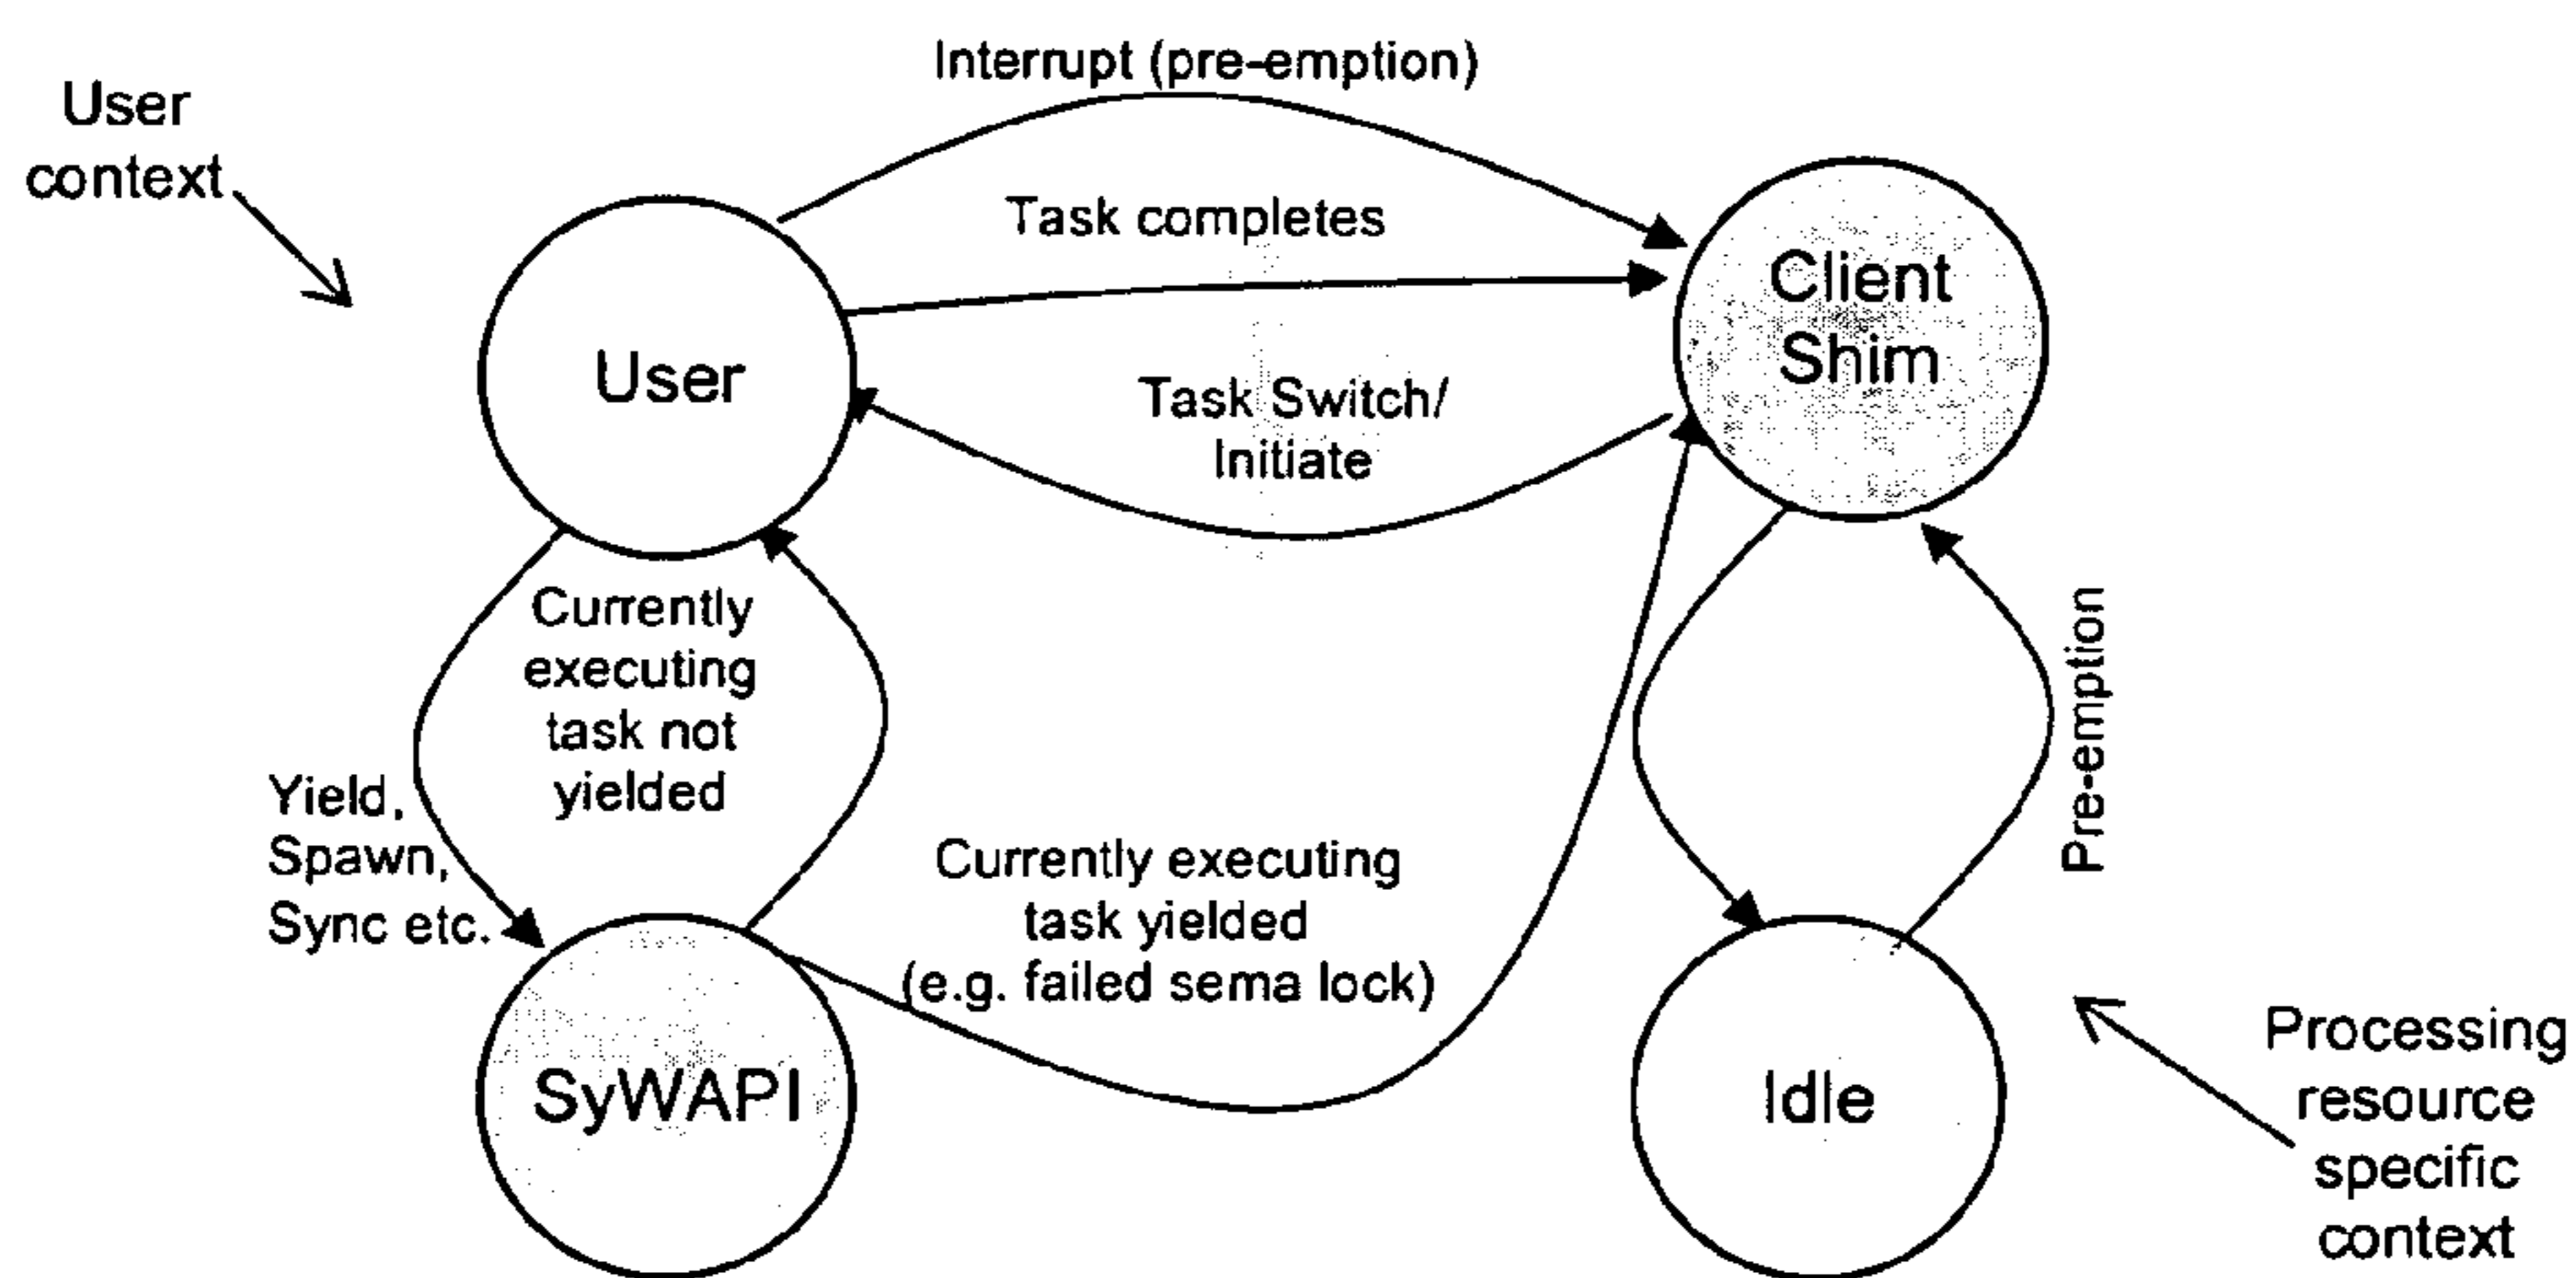 Interrupt (pre-emption)
User
context
Task completes
Client
Shim
User
Task Switch/
Initiate
Currently
executing
task not
yielded
Pre-emption
Yield,
Spawn,
Sync etc.
Currently executing
task yielded
(e.g. failed sema lock)
SyWAPI
Idle
Processing
resource
specific
context